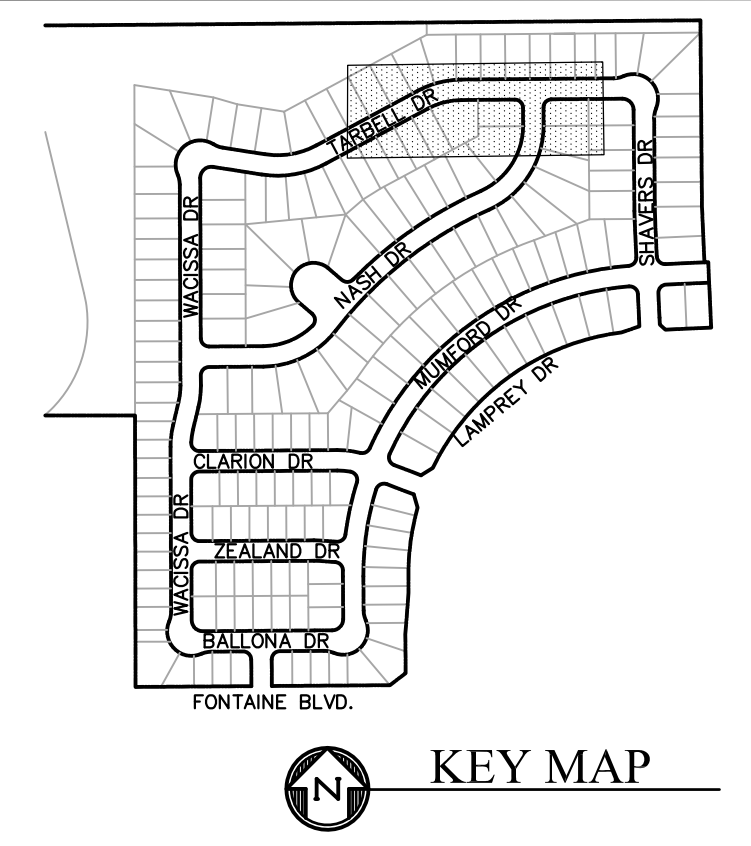 TARBELL DR
SHAVERS DR
WACISSA DR
NASH DR
MUMFORD DR
LAMPREY DR
CLARION DR
WACISSA DR
ZEALAND DR
BALLONA DR
FONTAINE BLVD.
N
KEY MAP